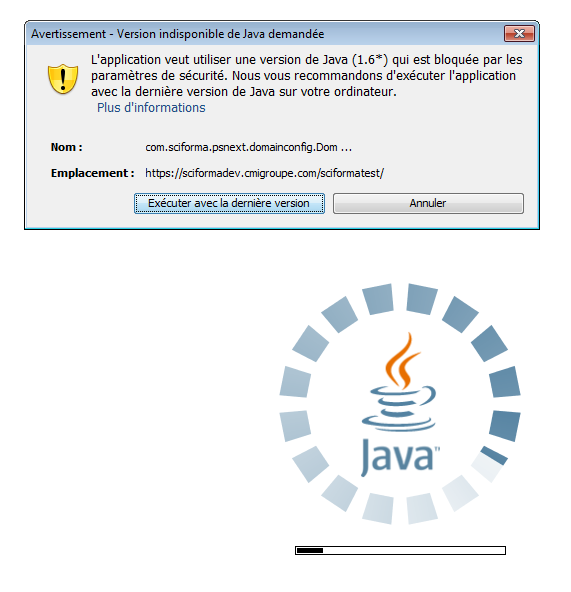 Avertissement - Version indisponible de Java demandée
L'application veut utiliser une version de Java (1.6*) qui est bloquée par les
paramètres de sécurité. Nous vous recommandons d'exécuter l'application
avec la dernière version de Java sur votre ordinateur.
Plus d'informations
Nom : com.sciforma.psnext.domainconfig.Dom ...
Emplacement : https://sciformadev.cmigroupe.com/sciformatest/
Exécuter avec la dernière version Annuler
Java™